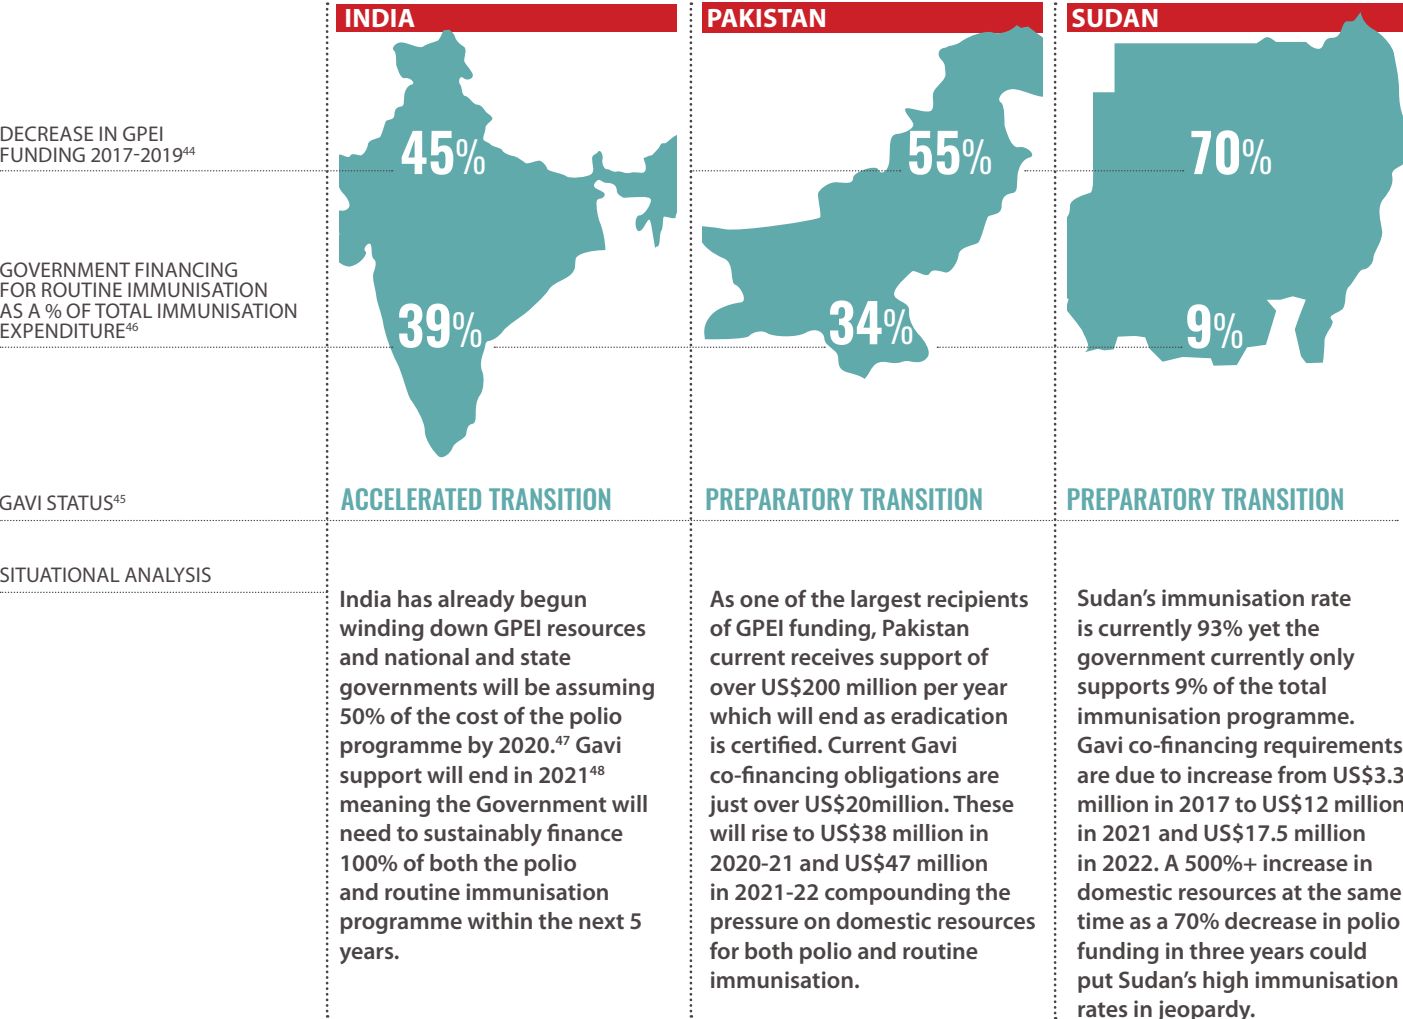 INDIA
PAKISTAN
SUDAN
DECREASE IN GPEI
FUNDING 2017-2019⁴⁴
45%
55%
70%
GOVERNMENT FINANCING
FOR ROUTINE IMMUNISATION
AS A % OF TOTAL IMMUNISATION
EXPENDITURE⁴⁶
39%
34%
9%
GAVI STATUS⁴⁵
ACCELERATED TRANSITION
PREPARATORY TRANSITION
PREPARATORY TRANSITION
SITUATIONAL ANALYSIS
India has already begun
winding down GPEI resources
and national and state
governments will be assuming
50% of the cost of the polio
programme by 2020.⁴⁷ Gavi
support will end in 2021⁴⁸
meaning the Government will
need to sustainably finance
100% of both the polio
and routine immunisation
programme within the next 5
years.
As one of the largest recipients
of GPEI funding, Pakistan
current receives support of
over US$200 million per year
which will end as eradication
is certified. Current Gavi
co-financing obligations are
just over US$20million. These
will rise to US$38 million in
2020-21 and US$47 million
in 2021-22 compounding the
pressure on domestic resources
for both polio and routine
immunisation.
Sudan's immunisation rate
is currently 93% yet the
government currently only
supports 9% of the total
immunisation programme.
Gavi co-financing requirements
are due to increase from US$3.3
million in 2017 to US$12 million
in 2021 and US$17.5 million
in 2022. A 500%+ increase in
domestic resources at the same
time as a 70% decrease in polio
funding in three years could
put Sudan's high immunisation
rates in jeopardy.